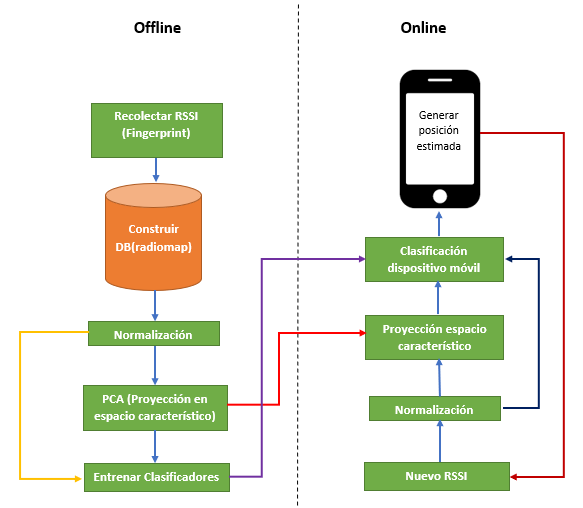 Offline
Recolectar RSSI
(Fingerprint)
Construir
DB(radiomap)
Normalización
PCA (Proyección en
espacio característico)
Entrenar Clasificadores
Online
Generar
posición
estimada
Clasificación
dispositivo móvil
Proyección espacio
característico
Normalización
Nuevo RSSI